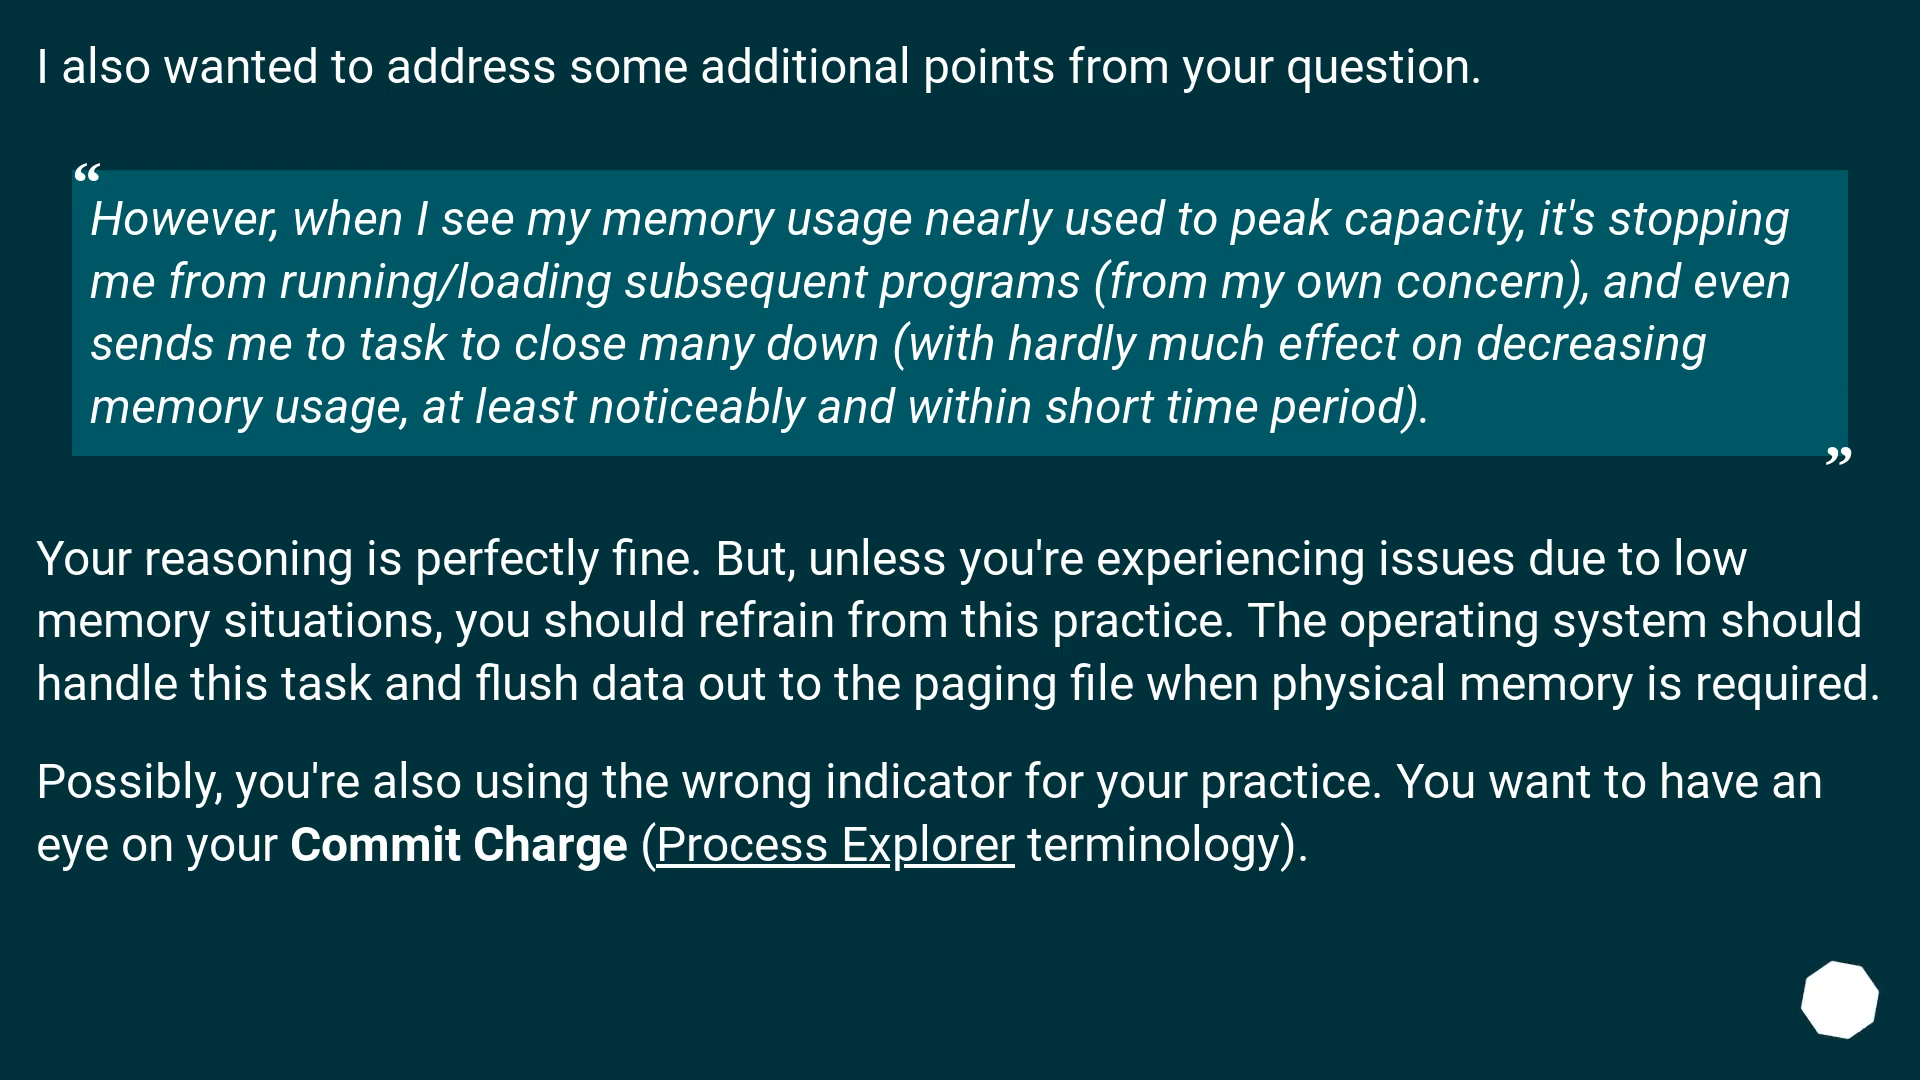 I also wanted to address some additional points from your question.
“
However, when I see my memory usage nearly used to peak capacity, it's stopping
me from running/loading subsequent programs (from my own concern), and even
sends me to task to close many down (with hardly much effect on decreasing
memory usage, at least noticeably and within short time period).
”
Your reasoning is perfectly fine. But, unless you're experiencing issues due to low
memory situations, you should refrain from this practice. The operating system should
handle this task and flush data out to the paging file when physical memory is required.
Possibly, you're also using the wrong indicator for your practice. You want to have an
eye on your Commit Charge (Process Explorer terminology).